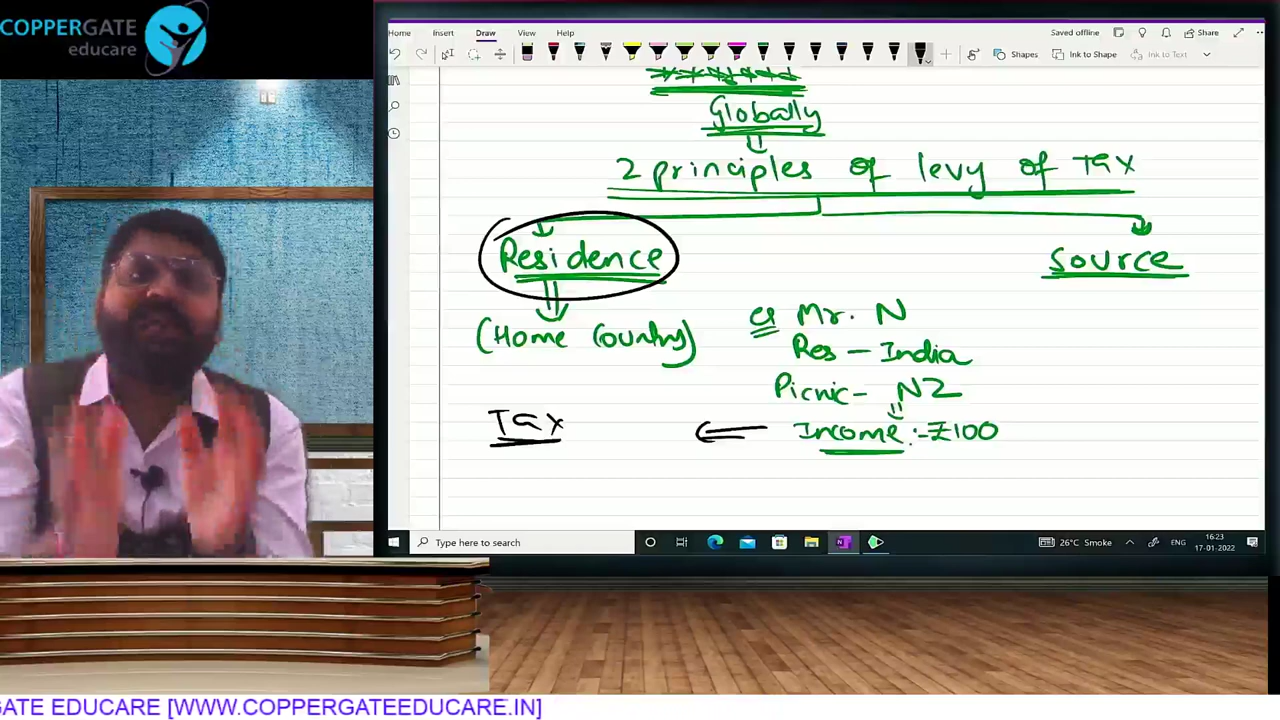 COPPERGATE
educare
Home Insert Draw View Help
Saved offline
Share
Shapes
Ink to Shape
Ink to Text
Globally
2 principles of levy of Tax
Residence
Source
(Home Country)
eg Mr. N
Res - India
Picnic - NZ
Tax
Income :- ₹100
Type here to search
26°C Smoke
ENG
16:23
17-01-2022
GATE EDUCARE [WWW.COPPERGATEEDUCARE.IN]